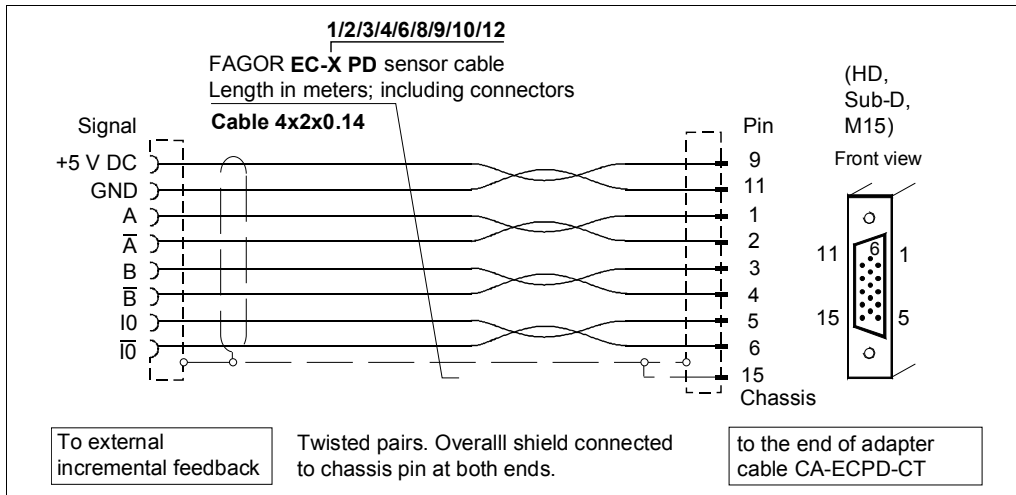 1/2/3/4/6/8/9/10/12
FAGOR EC-X PD sensor cable
Length in meters; including connectors
Cable 4x2x0.14
(HD,
Sub-D,
M15)
Front view
Signal
Pin
+5 V DC 9
GND 11
A 1
A̅ 2
B 3
B̅ 4
I0 5
I̅0̅ 6
15
Chassis
6
11 1
15 5
To external
incremental feedback
Twisted pairs. Overalll shield connected
to chassis pin at both ends.
to the end of adapter
cable CA-ECPD-CT